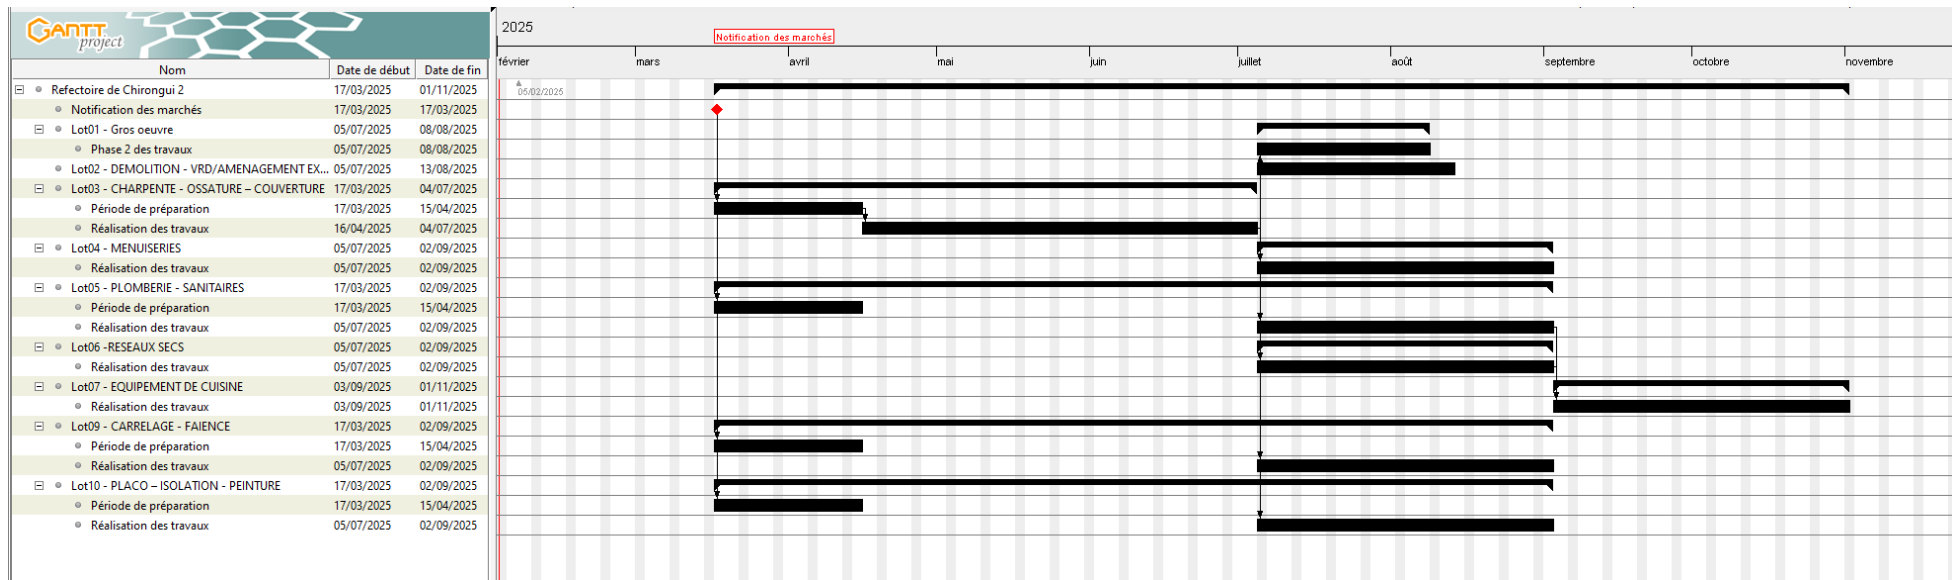 GANTT
project
2025
Notification des marchés
Nom Date de début Date de fin
février mars avril mai juin juillet août septembre octobre novembre
05/02/2025
Refectoire de Chirongui 2 17/03/2025 01/11/2025
Notification des marchés 17/03/2025 17/03/2025
Lot01 - Gros oeuvre 05/07/2025 08/08/2025
Phase 2 des travaux 05/07/2025 08/08/2025
Lot02 - DEMOLITION - VRD/AMENAGEMENT EX... 05/07/2025 13/08/2025
Lot03 - CHARPENTE - OSSATURE – COUVERTURE 17/03/2025 04/07/2025
Période de préparation 17/03/2025 15/04/2025
Réalisation des travaux 16/04/2025 04/07/2025
Lot04 - MENUISERIES 05/07/2025 02/09/2025
Réalisation des travaux 05/07/2025 02/09/2025
Lot05 - PLOMBERIE - SANITAIRES 17/03/2025 02/09/2025
Période de préparation 17/03/2025 15/04/2025
Réalisation des travaux 05/07/2025 02/09/2025
Lot06 -RESEAUX SECS 05/07/2025 02/09/2025
Réalisation des travaux 05/07/2025 02/09/2025
Lot07 - EQUIPEMENT DE CUISINE 03/09/2025 01/11/2025
Réalisation des travaux 03/09/2025 01/11/2025
Lot09 - CARRELAGE - FAIENCE 17/03/2025 02/09/2025
Période de préparation 17/03/2025 15/04/2025
Réalisation des travaux 05/07/2025 02/09/2025
Lot10 - PLACO – ISOLATION - PEINTURE 17/03/2025 02/09/2025
Période de préparation 17/03/2025 15/04/2025
Réalisation des travaux 05/07/2025 02/09/2025